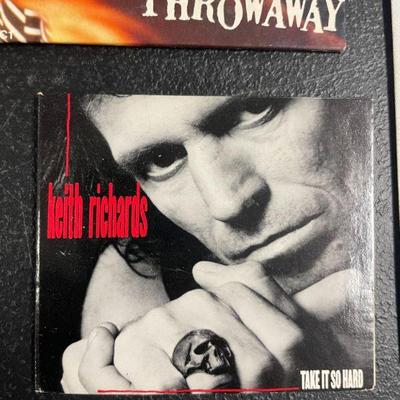 THROWAWAY
keith richards
TAKE IT SO HARD